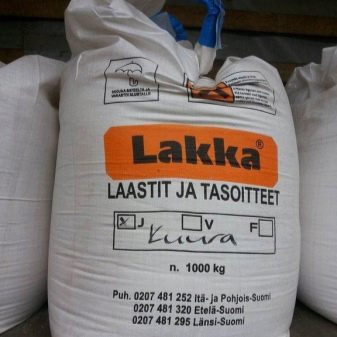 Lakka®
LAASTIT JA TASOITTEET
☒ J ☐ V F ☐
Kuura
n. 1000 kg
Puh. 0207 481 252 Itä- ja Pohjois-Suomi
0207 481 320 Etelä-Suomi
0207 481 295 Länsi-Suomi